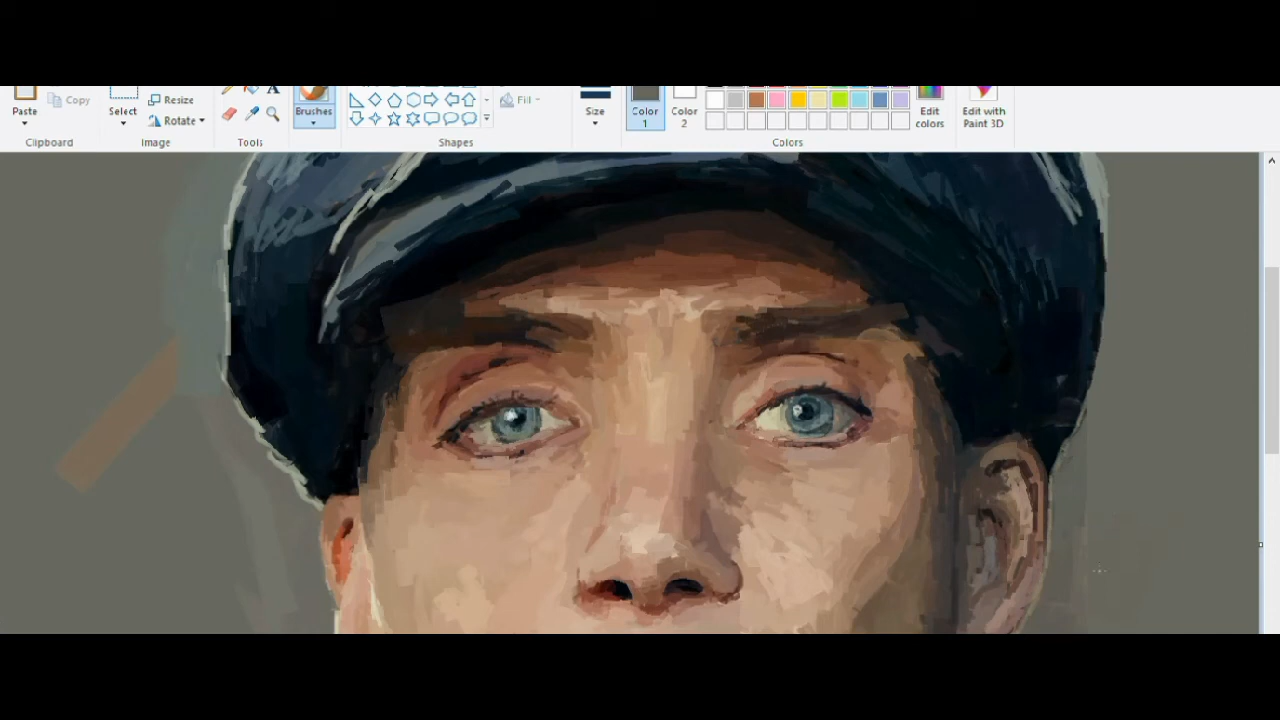 Paste
Copy
Select
Resize
Rotate
A
Brushes
Fill
Size
Color
1
Color
2
Edit
colors
Edit with
Paint 3D
Clipboard
Image
Tools
Shapes
Colors